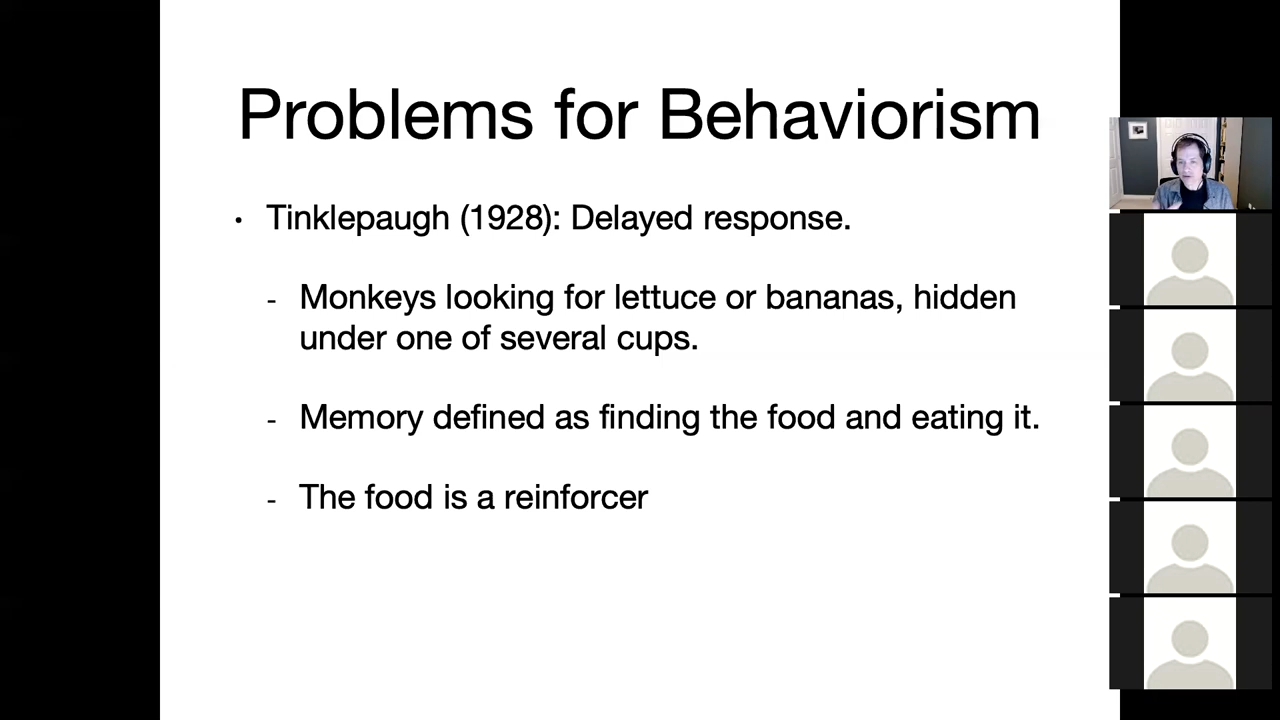 Problems for Behaviorism
• Tinklepaugh (1928): Delayed response.
- Monkeys looking for lettuce or bananas, hidden
under one of several cups.
- Memory defined as finding the food and eating it.
- The food is a reinforcer